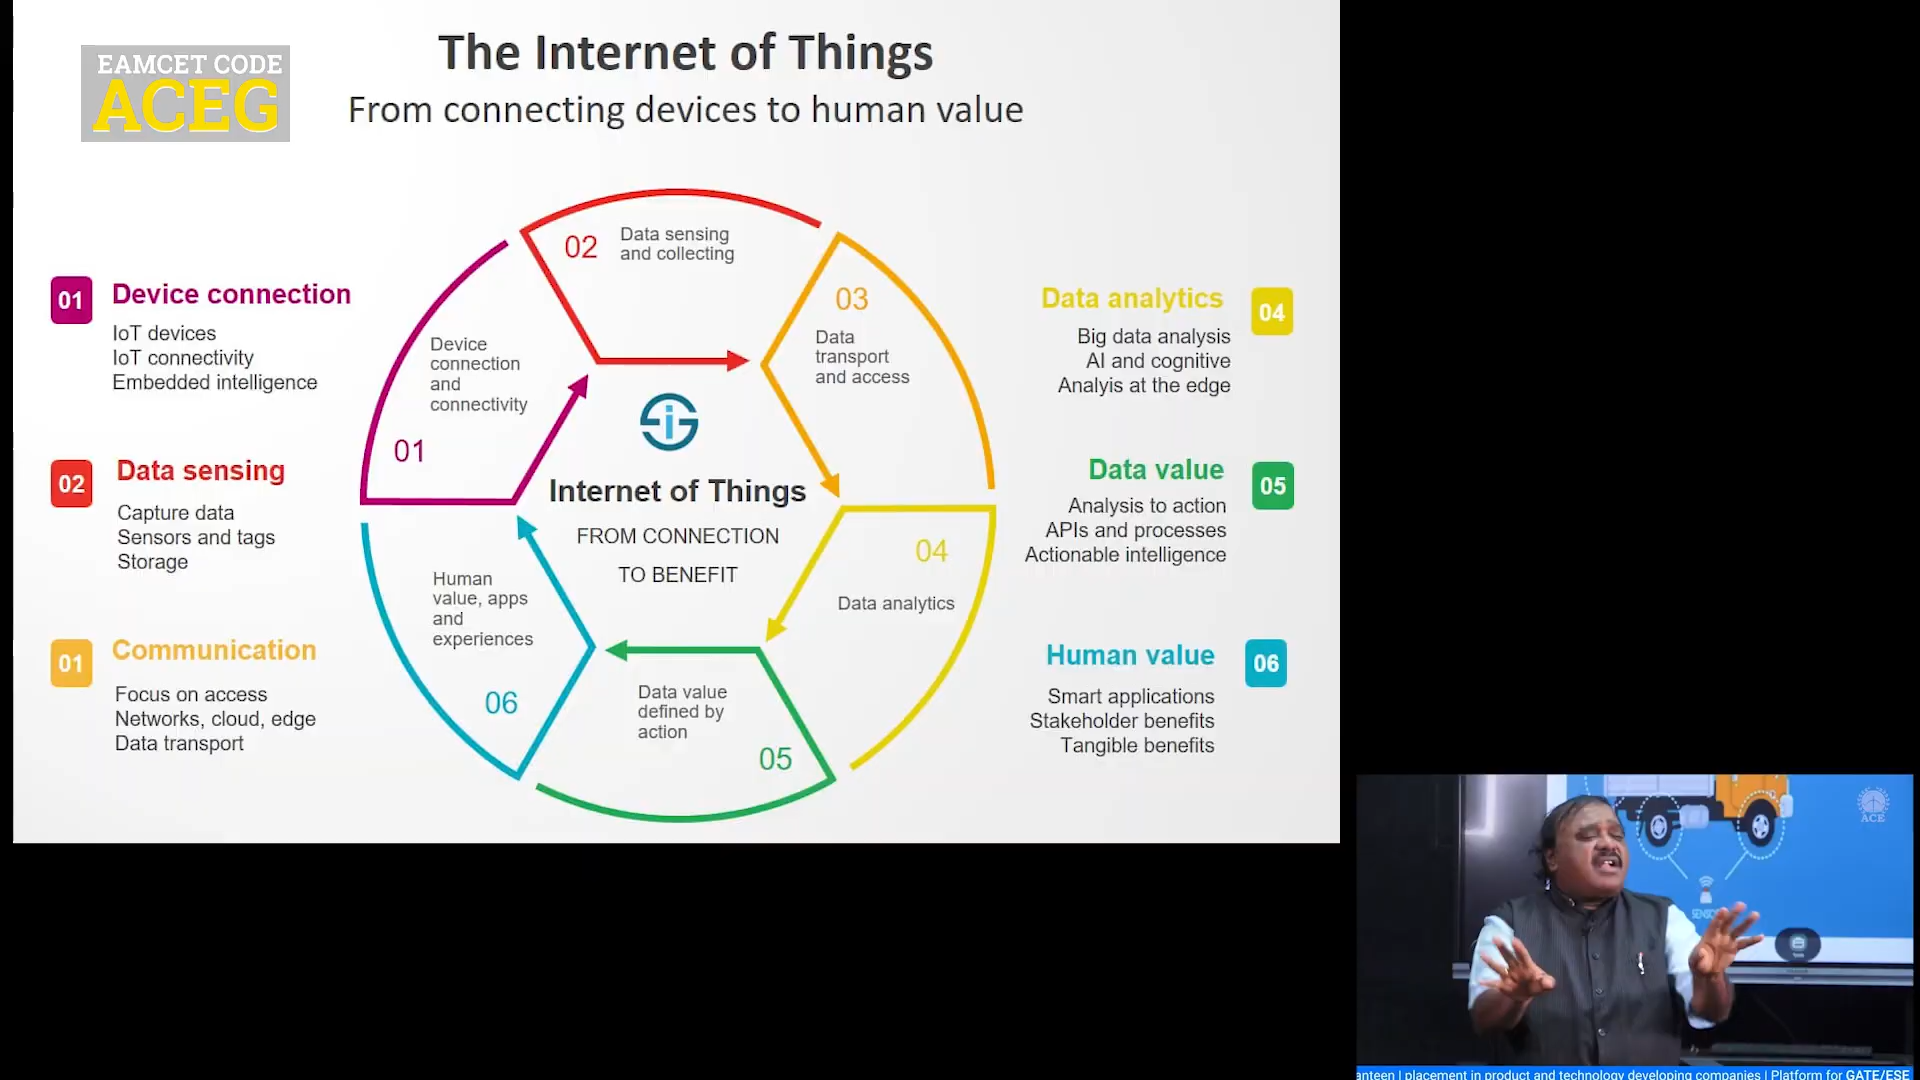 EAMCET CODE
ACEG
The Internet of Things
From connecting devices to human value
01 Device connection
IoT devices
IoT connectivity
Embedded intelligence
02 Data sensing
Capture data
Sensors and tags
Storage
01 Communication
Focus on access
Networks, cloud, edge
Data transport
02 Data sensing
and collecting
03
Data
transport
and access
Device
connection
and
connectivity
01
Internet of Things
FROM CONNECTION
TO BENEFIT
04
Data analytics
Human
value, apps
and
experiences
06
Data value
defined by
action
05
Data analytics 04
Big data analysis
AI and cognitive
Analyis at the edge
Data value 05
Analysis to action
APIs and processes
Actionable intelligence
Human value 06
Smart applications
Stakeholder benefits
Tangible benefits
ACE
anteen | placement in product and technology developing companies | Platform for GATE/ESE